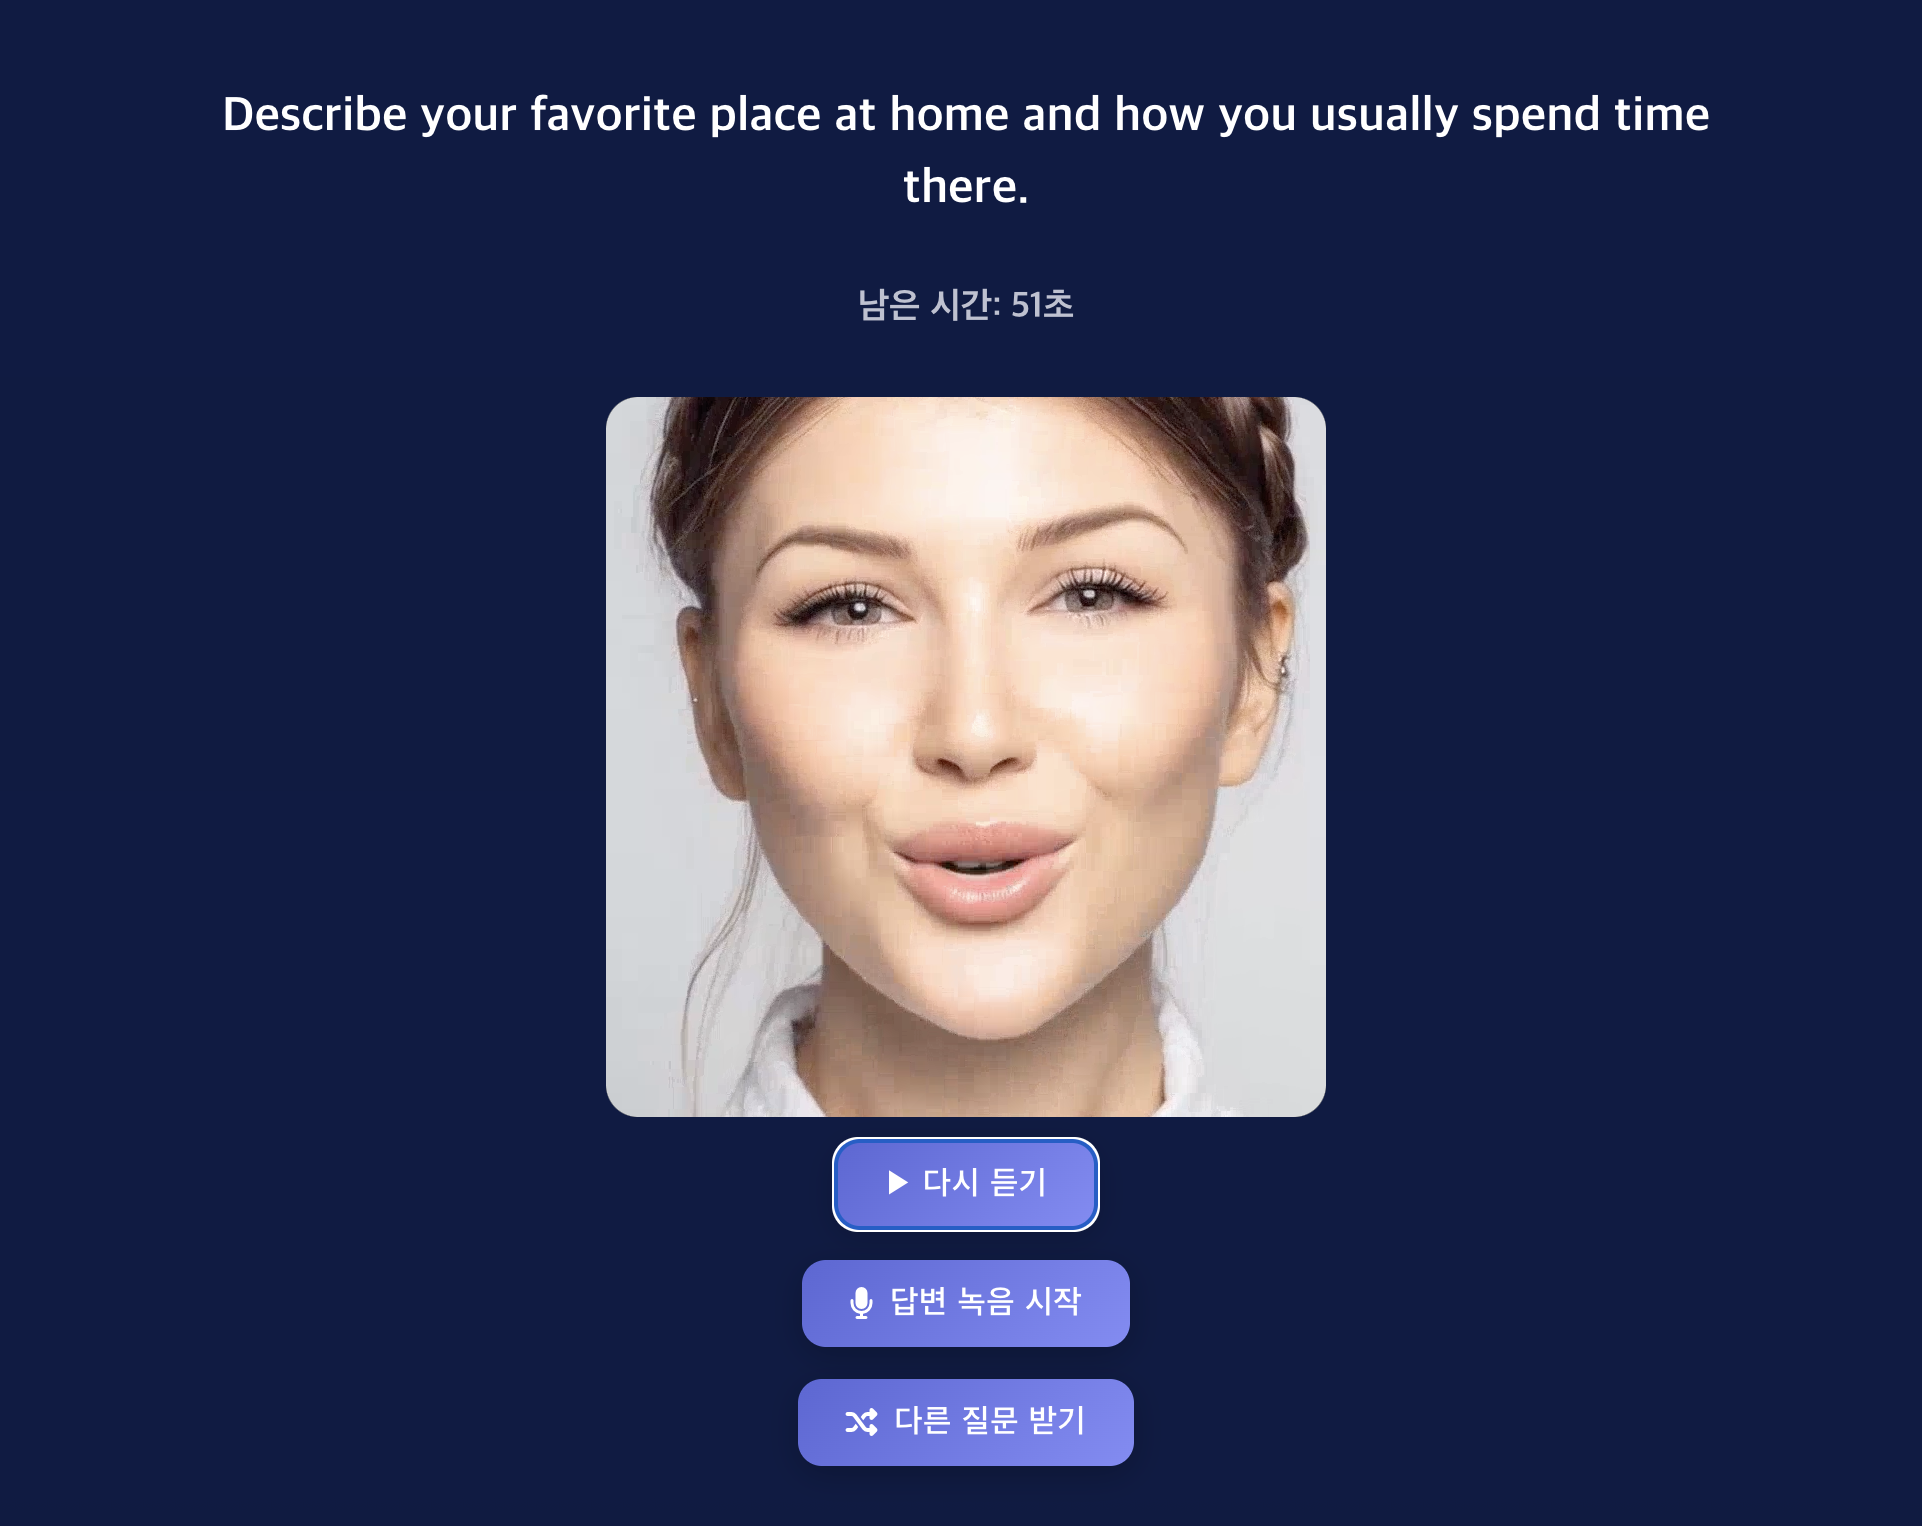 Describe your favorite place at home and how you usually spend time
there.
남은 시간: 51초
다시 듣기
답변 녹음 시작
다른 질문 받기